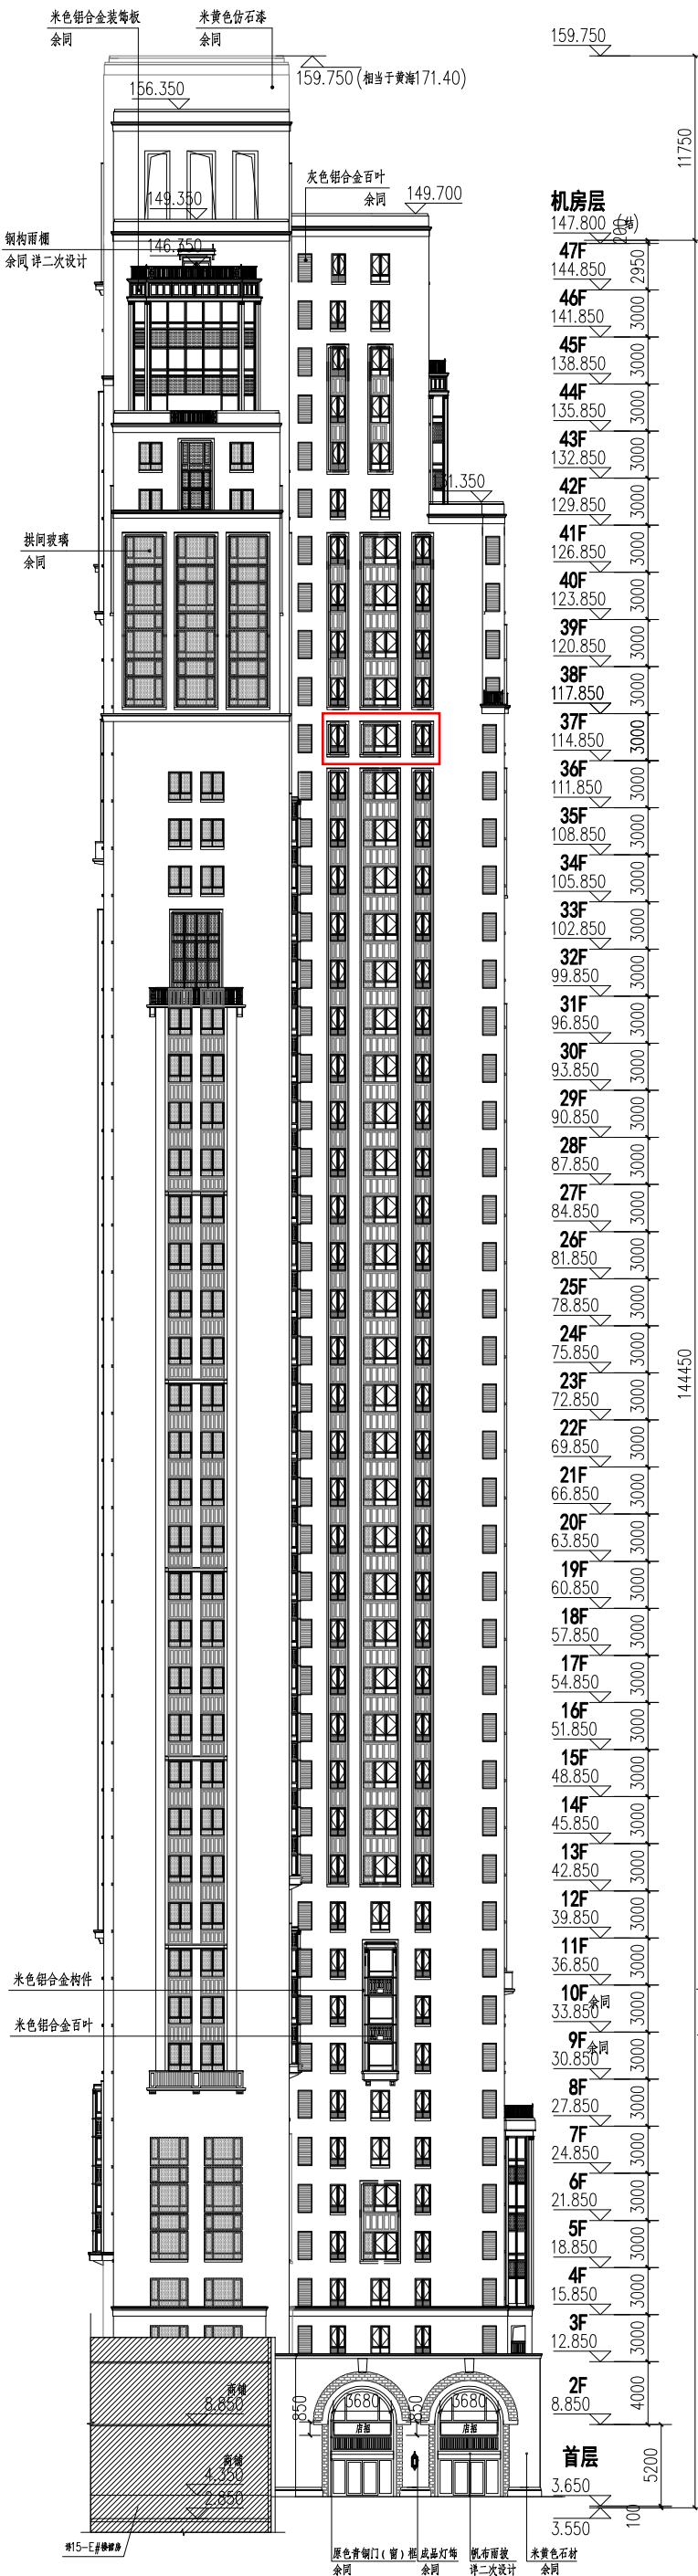 米色铝合金装饰板
余同
米黄色仿石漆
余同
159.750(相当于黄海171.40)
156.350
149.350
146.350
钢构雨棚
余同,详二次设计
灰色铝合金百叶
余同
149.700
131.350
拱间玻璃
余同
米色铝合金构件
米色铝合金百叶
159.750
11750
机房层
147.800
(结)
200
47F
144.850
2950
46F
141.850
3000
45F
138.850
3000
44F
135.850
3000
43F
132.850
3000
42F
129.850
3000
41F
126.850
3000
40F
123.850
3000
39F
120.850
3000
38F
117.850
3000
37F
114.850
3000
36F
111.850
3000
35F
108.850
3000
34F
105.850
3000
33F
102.850
3000
32F
99.850
3000
31F
96.850
3000
30F
93.850
3000
29F
90.850
3000
28F
87.850
3000
27F
84.850
3000
26F
81.850
3000
25F
78.850
3000
24F
75.850
3000
23F
72.850
3000
144450
22F
69.850
3000
21F
66.850
3000
20F
63.850
3000
19F
60.850
3000
18F
57.850
3000
17F
54.850
3000
16F
51.850
3000
15F
48.850
3000
14F
45.850
3000
13F
42.850
3000
12F
39.850
3000
11F
36.850
3000
10F
余同
33.850
3000
9F
余同
30.850
3000
8F
27.850
3000
7F
24.850
3000
6F
21.850
3000
5F
18.850
3000
4F
15.850
3000
3F
12.850
3000
2F
8.850
4000
首层
5200
3.650
3.550
100
商铺
8.850
商铺
4.350
2.850
850
3680
850
3680
店招
店招
详15-E#楼裙房
原色青铜门(窗)框
余同
成品灯饰
余同
帆布雨披
详二次设计
米黄色石材
余同